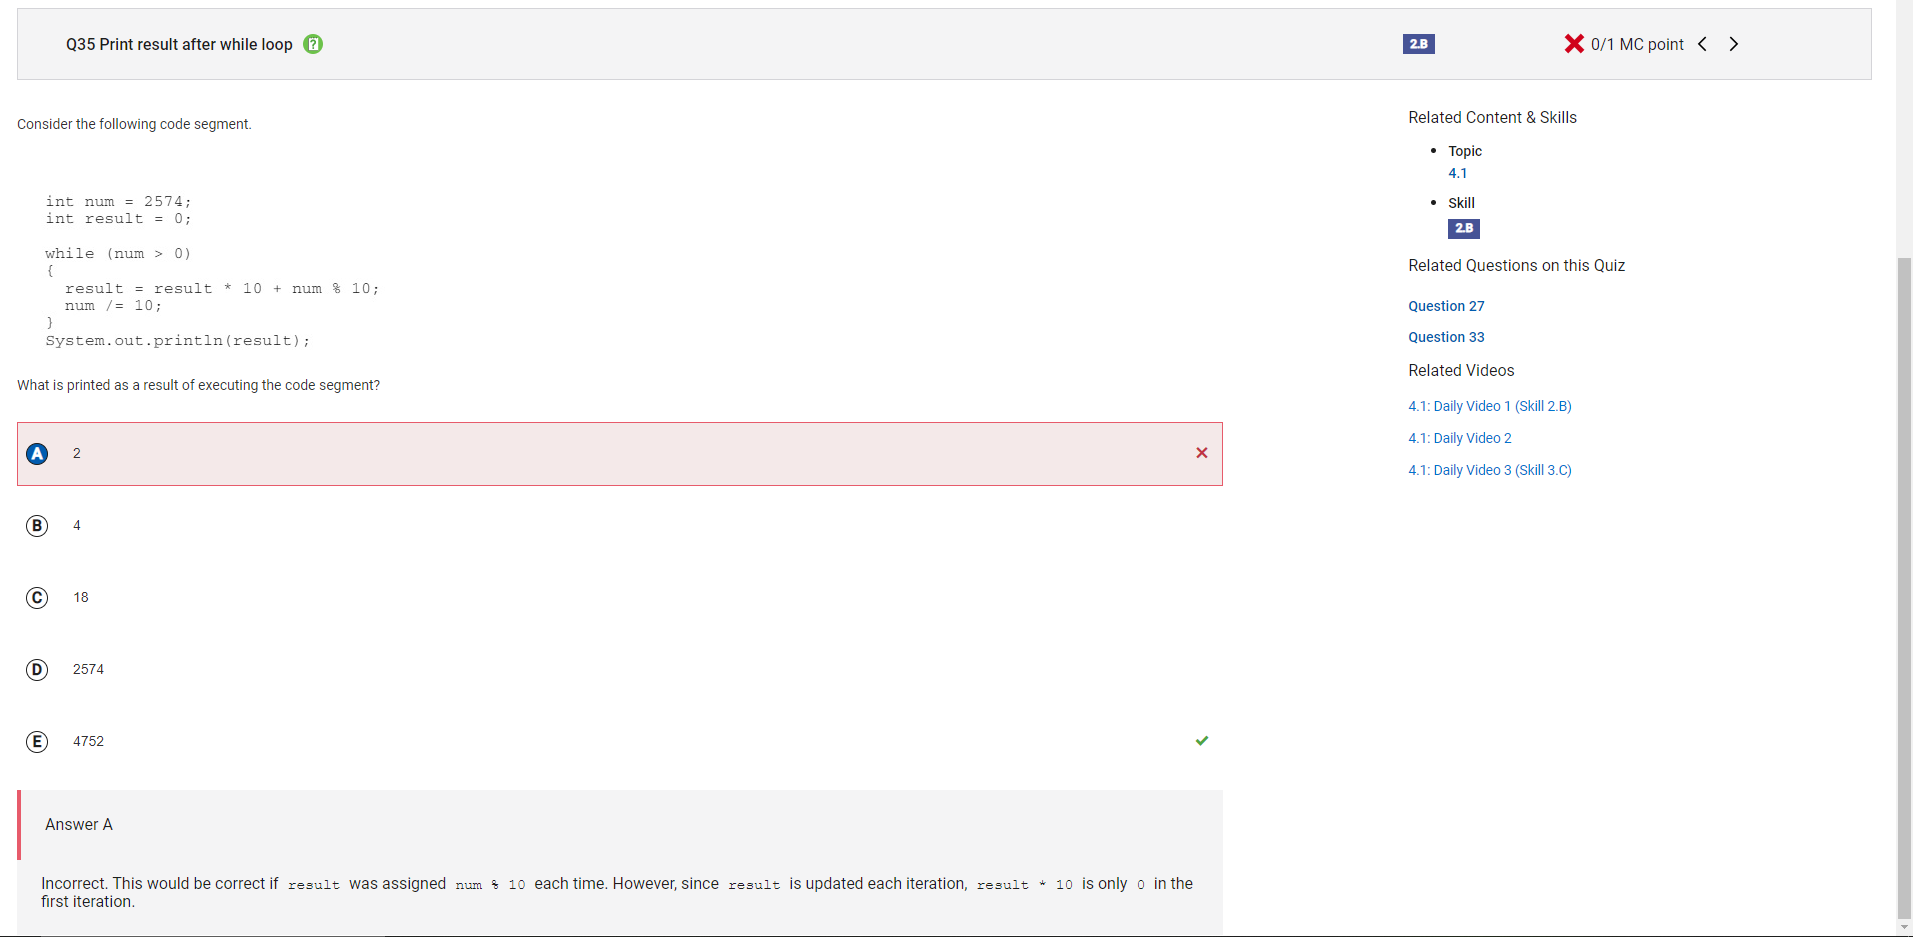 Q35 Print result after while loop
2.B
0/1 MC point
Consider the following code segment.
int num = 2574;
int result = 0;
while (num > 0)
{
result = result * 10 + num % 10;
num /= 10;
}
System.out.println(result);
What is printed as a result of executing the code segment?
A 2
B 4
C 18
D 2574
E 4752
Answer A
Incorrect. This would be correct if result was assigned num % 10 each time. However, since result is updated each iteration, result * 10 is only 0 in the
first iteration.
Related Content & Skills
Topic
4.1
Skill
2.B
Related Questions on this Quiz
Question 27
Question 33
Related Videos
4.1: Daily Video 1 (Skill 2.B)
4.1: Daily Video 2
4.1: Daily Video 3 (Skill 3.C)